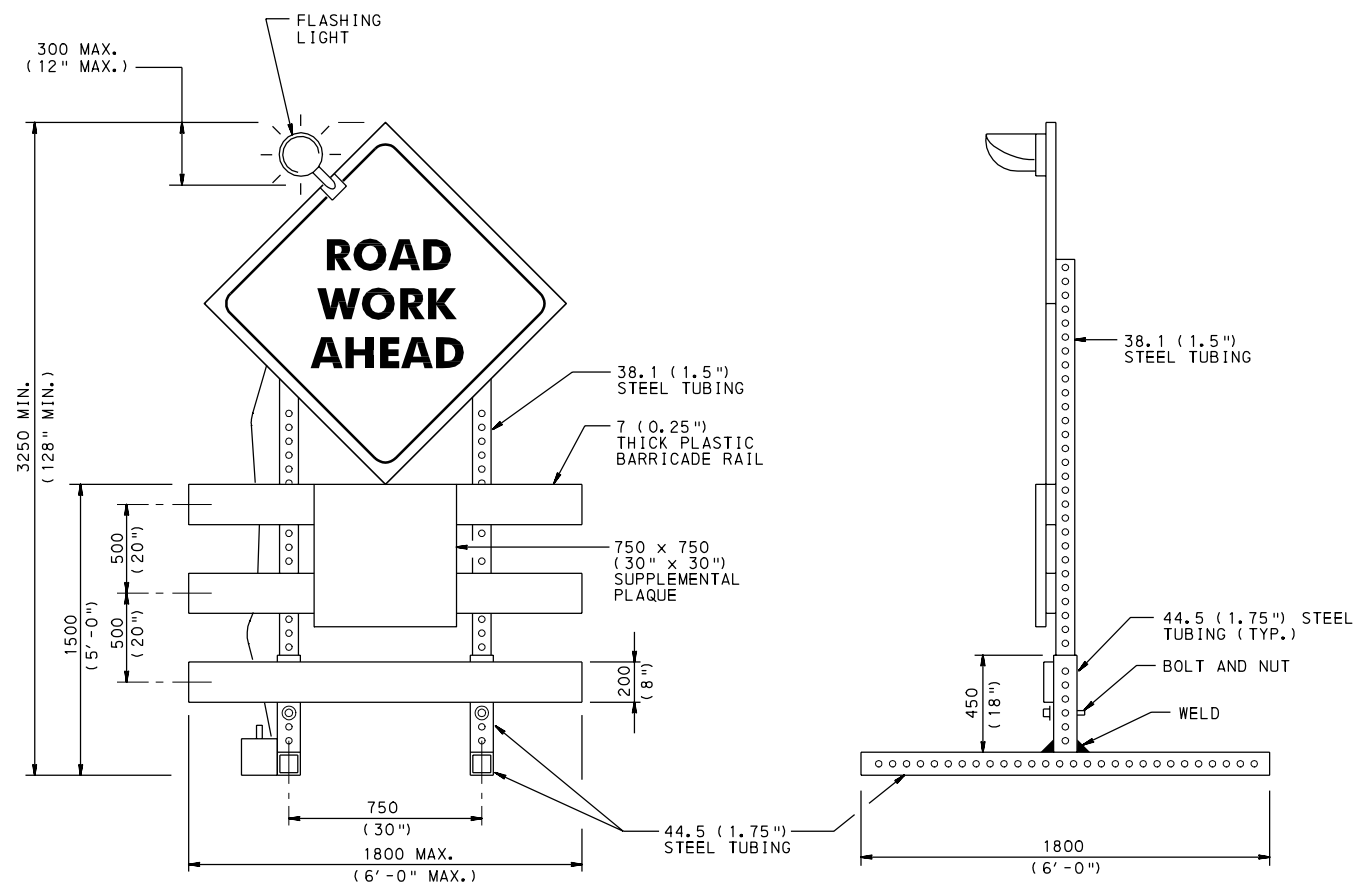 FLASHING
LIGHT
300 MAX.
(12" MAX.)
ROAD
WORK
AHEAD
3250 MIN.
(128" MIN.)
38.1 (1.5")
STEEL TUBING
7 (0.25")
THICK PLASTIC
BARRICADE RAIL
500
(20")
500
(20")
1500
(5'-0")
750 x 750
(30" x 30")
SUPPLEMENTAL
PLAQUE
200
(8")
750
(30")
1800 MAX.
(6'-0" MAX.)
44.5 (1.75")
STEEL TUBING
38.1 (1.5")
STEEL TUBING
44.5 (1.75") STEEL
TUBING (TYP.)
BOLT AND NUT
450
(18")
WELD
1800
(6'-0")